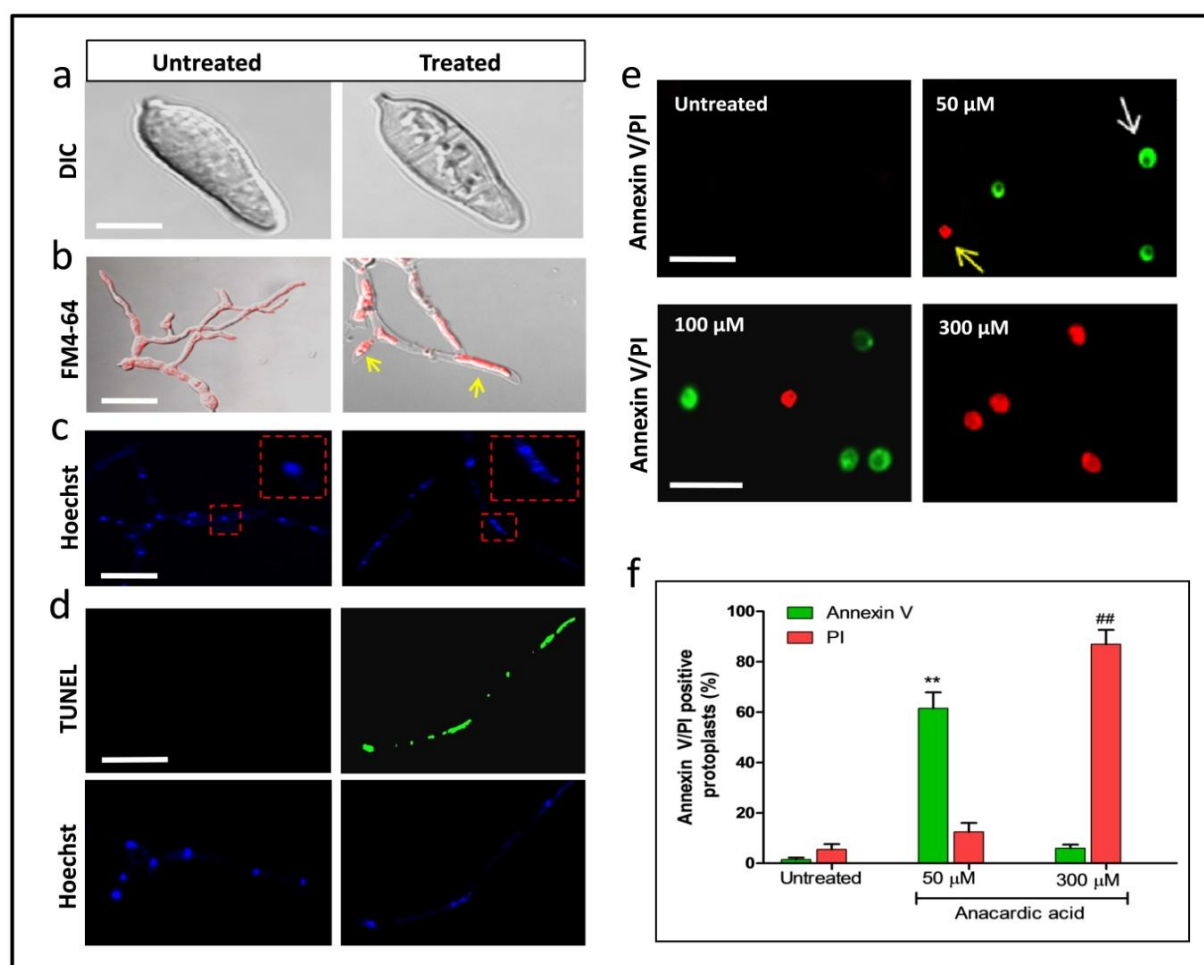 Untreated Treated
a
DIC
b
FM4-64
c
Hoechst
d
TUNEL
Hoechst
e
Annexin V/PI
Untreated
50 µM
Annexin V/PI
100 µM
300 µM
f
Annexin V/PI positive
protoplasts (%)
100
80
60
40
20
0
Annexin V
PI
**
##
Untreated 50 µM 300 µM
Anacardic acid